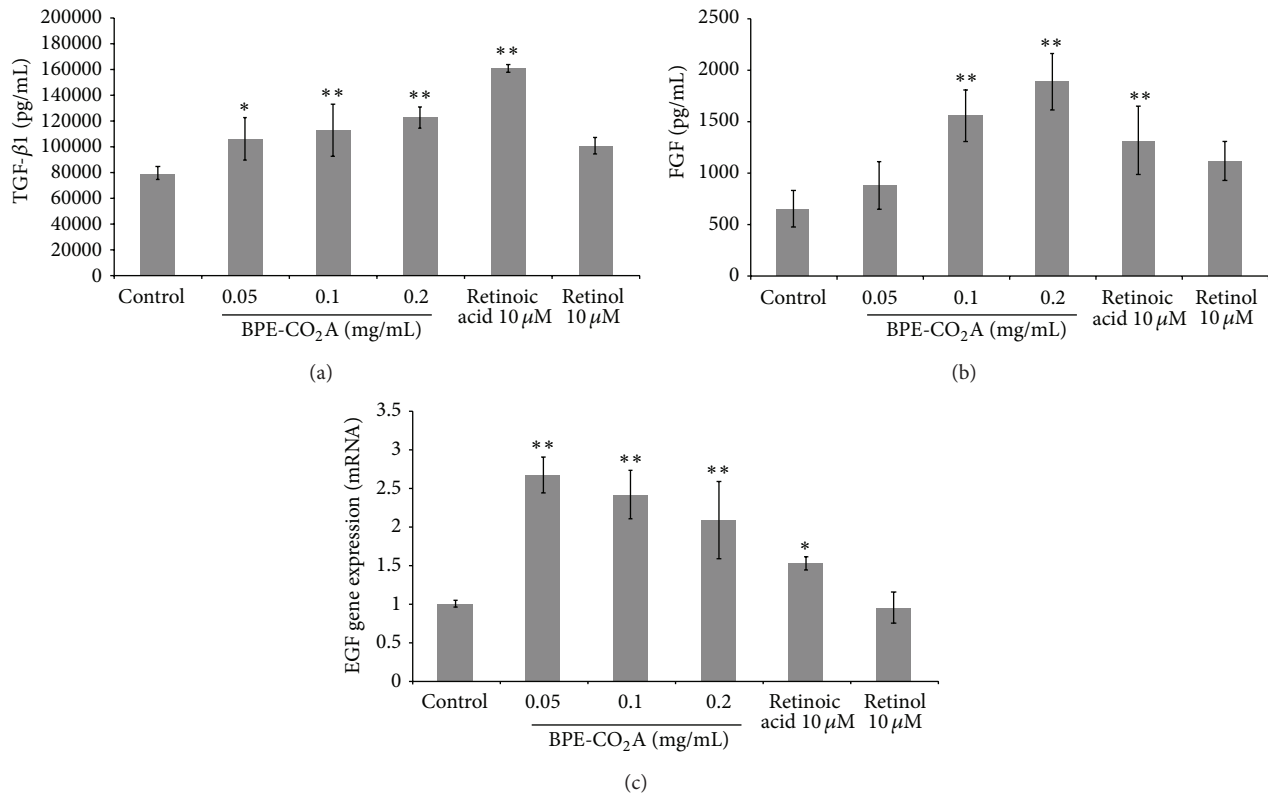 TGF-β1 (pg/mL)
200000
180000
160000
140000
120000
100000
80000
60000
40000
20000
0
*
**
**
**
Control
0.05
0.1
0.2
Retinoic
acid 10 μM
Retinol
10 μM
BPE-CO₂A (mg/mL)
(a)
FGF (pg/mL)
2500
2000
1500
1000
500
0
**
**
**
Control
0.05
0.1
0.2
Retinoic
acid 10 μM
Retinol
10 μM
BPE-CO₂A (mg/mL)
(b)
EGF gene expression (mRNA)
3.5
3
2.5
2
1.5
1
0.5
0
**
**
**
*
Control
0.05
0.1
0.2
Retinoic
acid 10 μM
Retinol
10 μM
BPE-CO₂A (mg/mL)
(c)